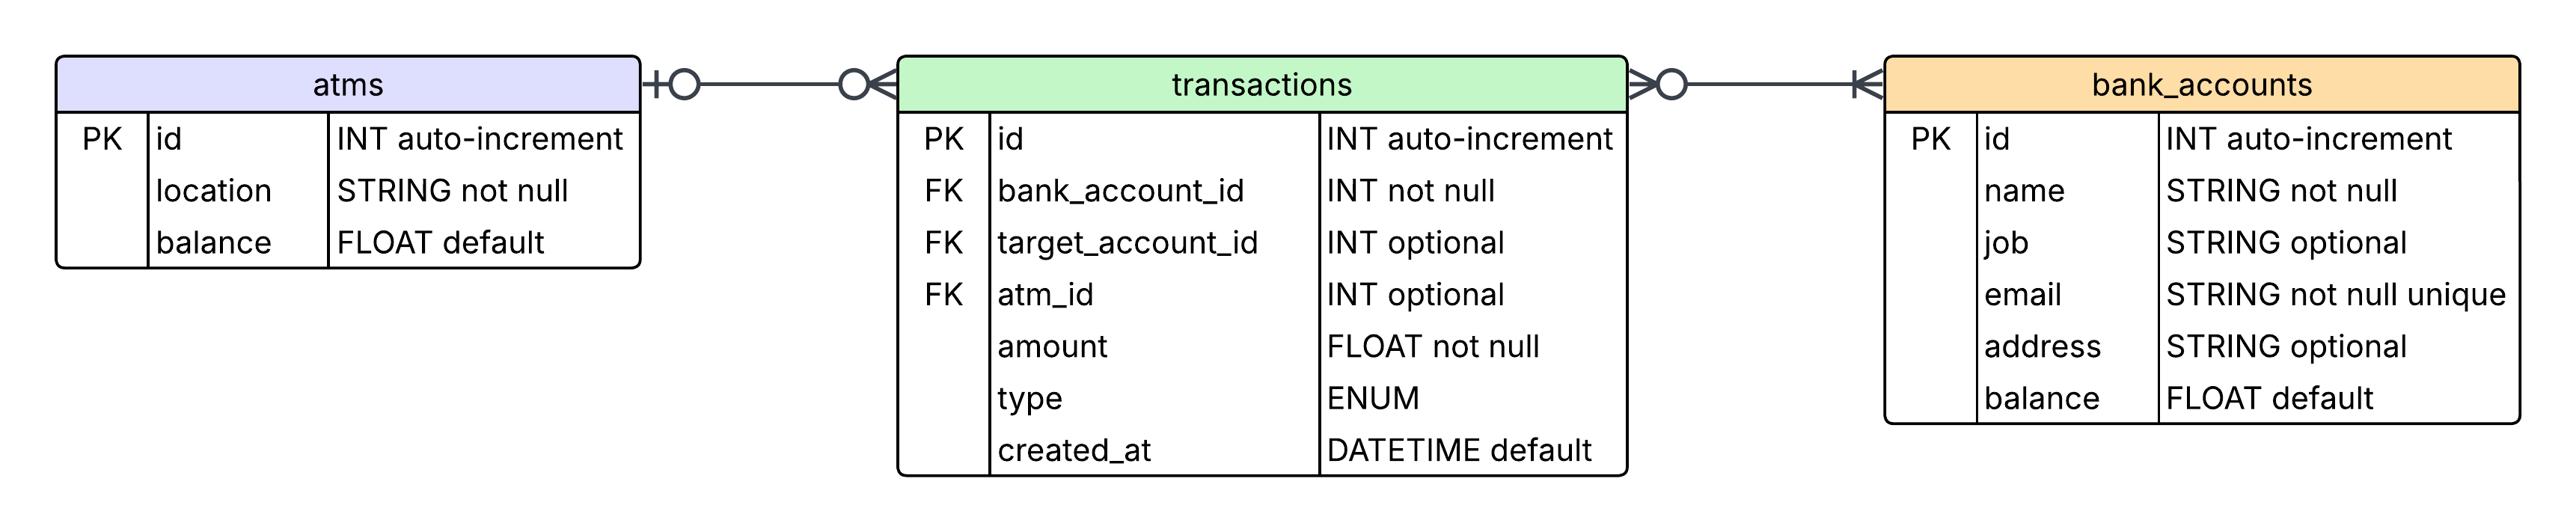 atms
PK id INT auto-increment
location STRING not null
balance FLOAT default
transactions
PK id INT auto-increment
FK bank_account_id INT not null
FK target_account_id INT optional
FK atm_id INT optional
amount FLOAT not null
type ENUM
created_at DATETIME default
bank_accounts
PK id INT auto-increment
name STRING not null
job STRING optional
email STRING not null unique
address STRING optional
balance FLOAT default